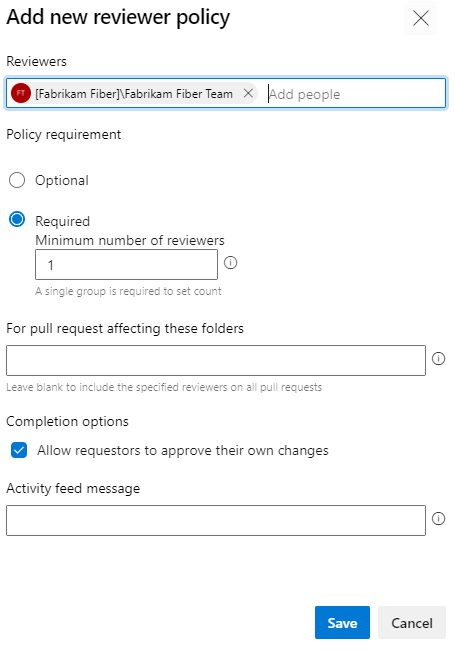 Add new reviewer policy
Reviewers
FT [Fabrikam Fiber]\Fabrikam Fiber Team Add people
Policy requirement
Optional
Required
Minimum number of reviewers
1
A single group is required to set count
For pull request affecting these folders
Leave blank to include the specified reviewers on all pull requests
Completion options
Allow requestors to approve their own changes
Activity feed message
Save Cancel